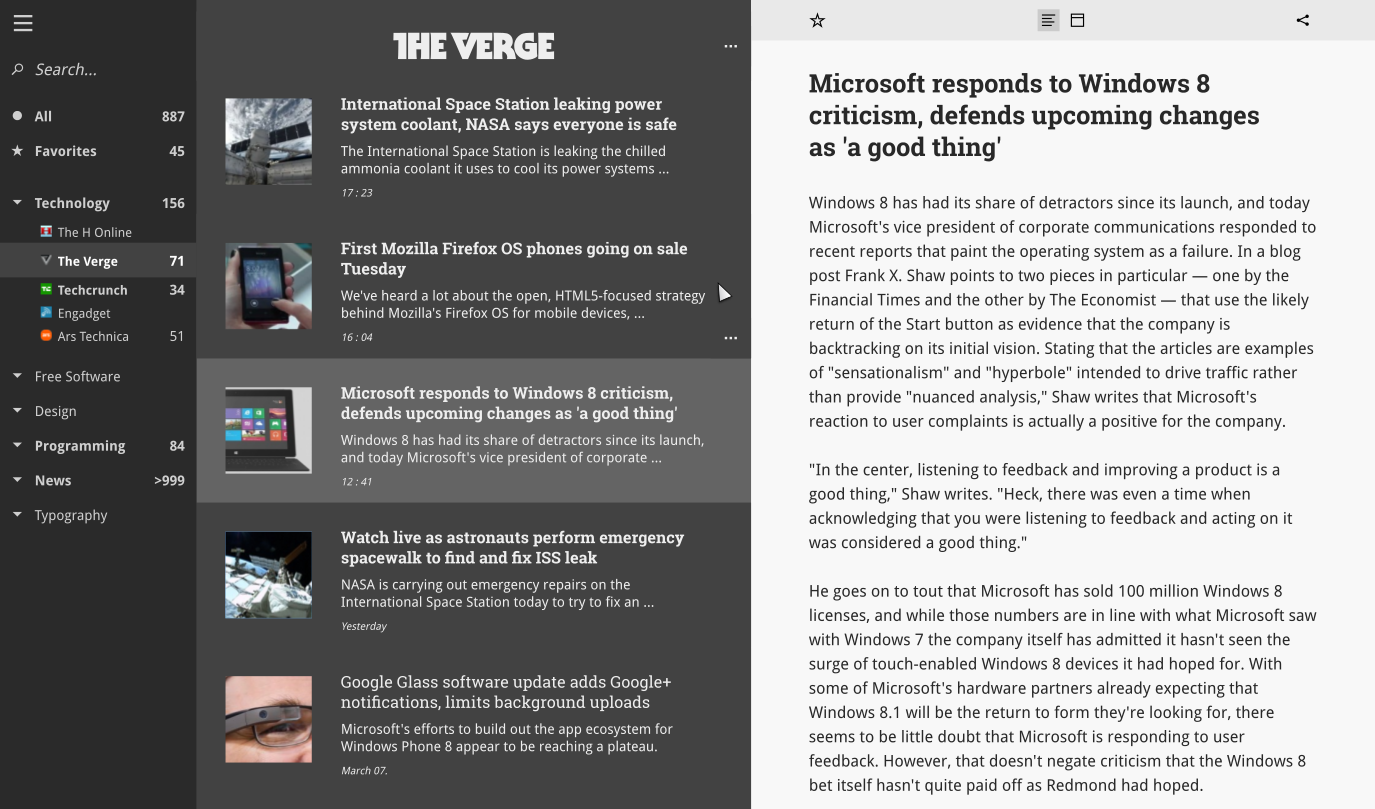 Search...
All 887
Favorites 45
Technology 156
The H Online
The Verge 71
Techcrunch 34
Engadget
Ars Technica 51
Free Software
Design
Programming 84
News >999
Typography
THE VERGE
International Space Station leaking power
system coolant, NASA says everyone is safe
The International Space Station is leaking the chilled
ammonia coolant it uses to cool its power systems ...
17 : 23
First Mozilla Firefox OS phones going on sale
Tuesday
We've heard a lot about the open, HTML5-focused strategy
behind Mozilla's Firefox OS for mobile devices, ...
16 : 04
Microsoft responds to Windows 8 criticism,
defends upcoming changes as 'a good thing'
Windows 8 has had its share of detractors since its launch,
and today Microsoft's vice president of corporate ...
12 : 41
Watch live as astronauts perform emergency
spacewalk to find and fix ISS leak
NASA is carrying out emergency repairs on the
International Space Station today to try to fix an ...
Yesterday
Google Glass software update adds Google+
notifications, limits background uploads
Microsoft's efforts to build out the app ecosystem for
Windows Phone 8 appear to be reaching a plateau.
March 07.
Microsoft responds to Windows 8
criticism, defends upcoming changes
as 'a good thing'
Windows 8 has had its share of detractors since its launch, and today
Microsoft's vice president of corporate communications responded to
recent reports that paint the operating system as a failure. In a blog
post Frank X. Shaw points to two pieces in particular — one by the
Financial Times and the other by The Economist — that use the likely
return of the Start button as evidence that the company is
backtracking on its initial vision. Stating that the articles are examples
of "sensationalism" and "hyperbole" intended to drive traffic rather
than provide "nuanced analysis," Shaw writes that Microsoft's
reaction to user complaints is actually a positive for the company.
"In the center, listening to feedback and improving a product is a
good thing," Shaw writes. "Heck, there was even a time when
acknowledging that you were listening to feedback and acting on it
was considered a good thing."
He goes on to tout that Microsoft has sold 100 million Windows 8
licenses, and while those numbers are in line with what Microsoft saw
with Windows 7 the company itself has admitted it hasn't seen the
surge of touch-enabled Windows 8 devices it had hoped for. With
some of Microsoft's hardware partners already expecting that
Windows 8.1 will be the return to form they're looking for, there
seems to be little doubt that Microsoft is responding to user
feedback. However, that doesn't negate criticism that the Windows 8
bet itself hasn't quite paid off as Redmond had hoped.